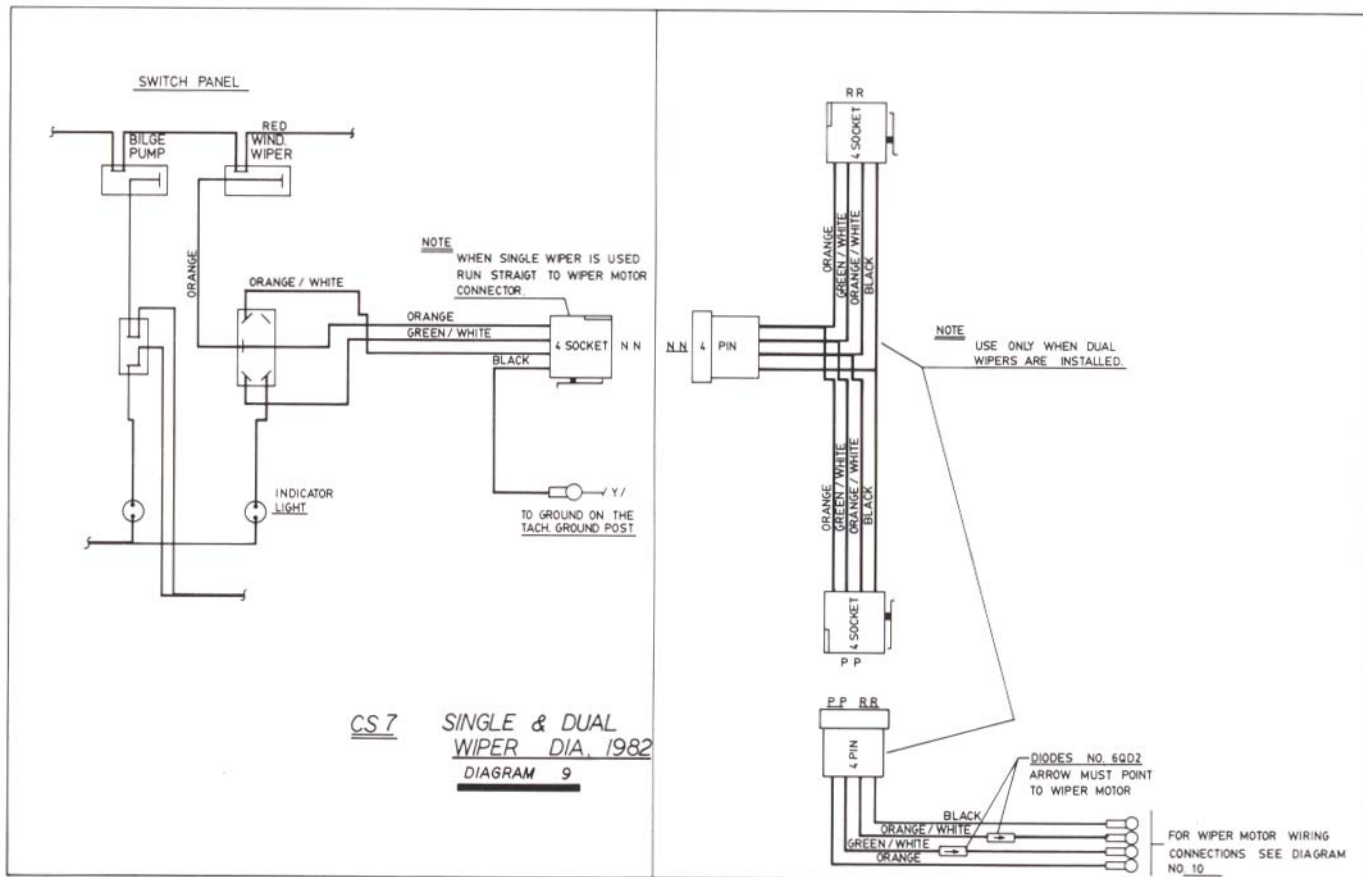 SWITCH PANEL
BILGE
PUMP
RED
WIND.
WIPER
ORANGE
ORANGE / WHITE
NOTE
WHEN SINGLE WIPER IS USED
RUN STRAIGT TO WIPER MOTOR
CONNECTOR.
ORANGE
GREEN / WHITE
BLACK
4 SOCKET
N N
INDICATOR
LIGHT
/ Y /
TO GROUND ON THE
TACH. GROUND POST
CS 7 SINGLE & DUAL
WIPER DIA. 1982
DIAGRAM 9
R R
4 SOCKET
ORANGE
GREEN / WHITE
ORANGE / WHITE
BLACK
N N
4 PIN
NOTE
USE ONLY WHEN DUAL
WIPERS ARE INSTALLED.
ORANGE
GREEN / WHITE
ORANGE / WHITE
BLACK
4 SOCKET
P P
P P R R
4 PIN
DIODES NO. 6QD2
ARROW MUST POINT
TO WIPER MOTOR
BLACK
ORANGE / WHITE
GREEN / WHITE
ORANGE
FOR WIPER MOTOR WIRING
CONNECTIONS SEE DIAGRAM
NO. 10